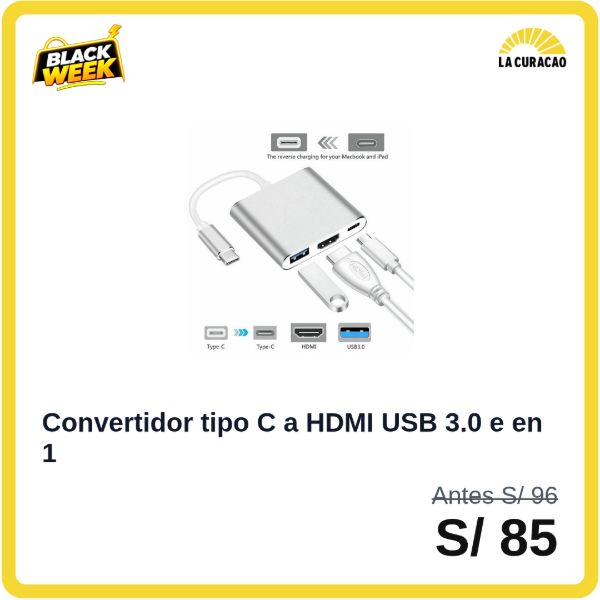 BLACK
WEEK
LA CURACAO
The reverse charging for your Macbook and iPad
HDMI
Type-C
Type-C
HDMI
USB3.0
Convertidor tipo C a HDMI USB 3.0 e en
1
Antes S/ 96
S/ 85